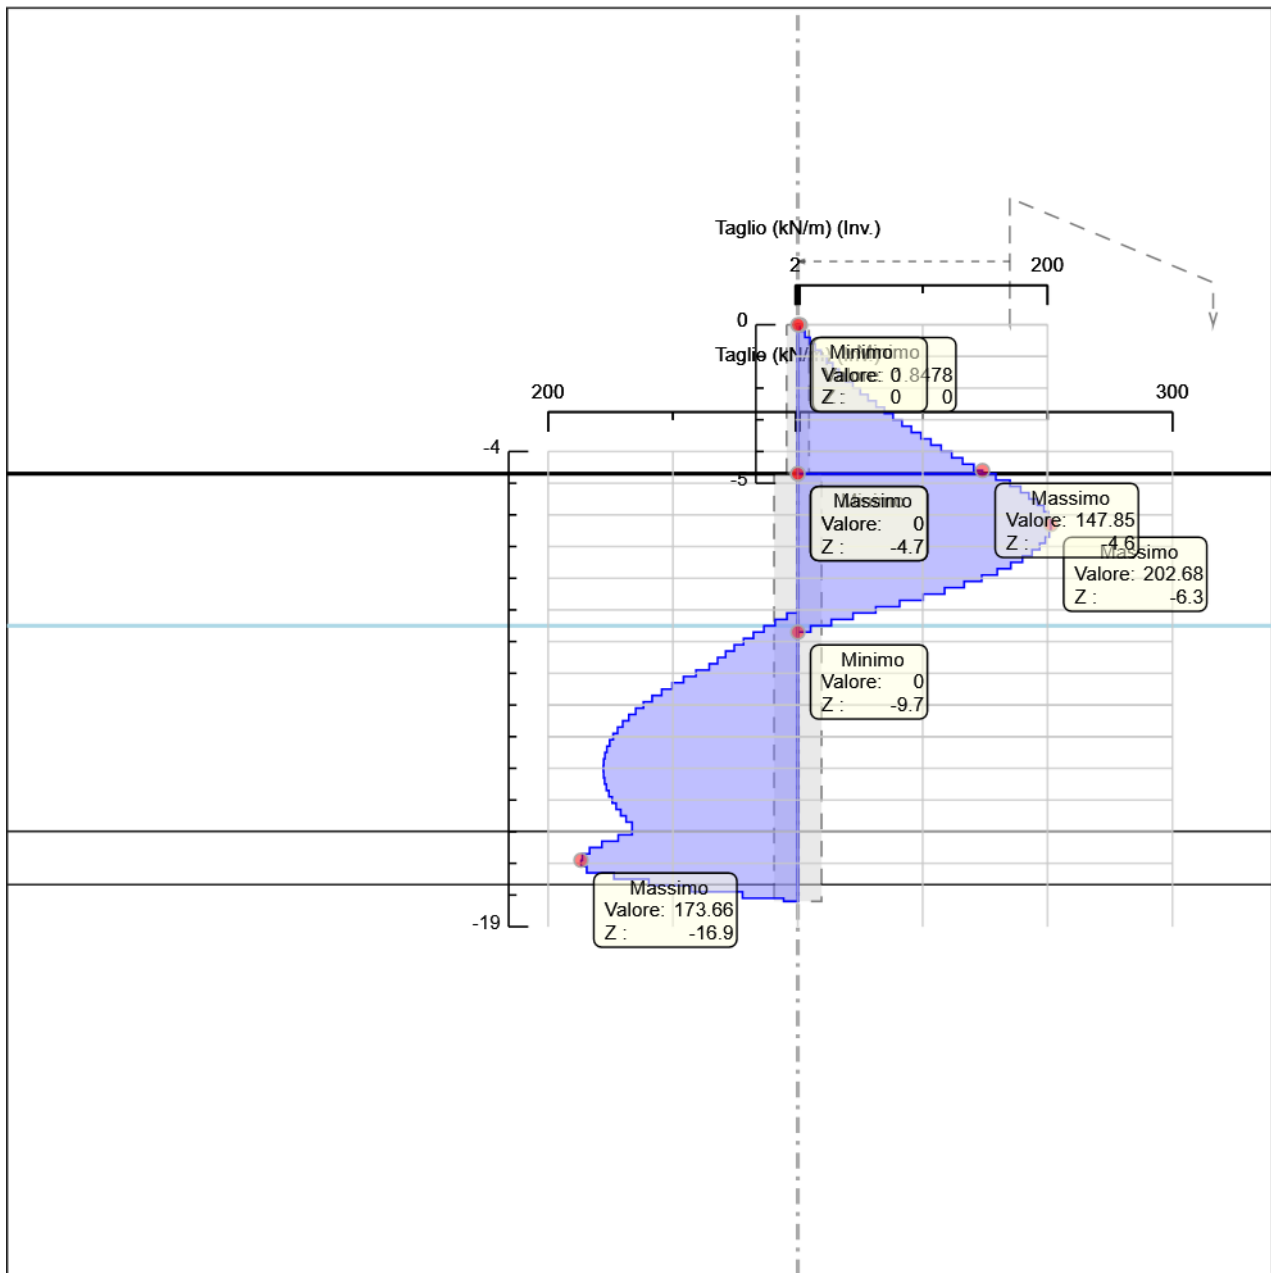 Taglio (kN/m) (Inv.)
2 200
0
Minimo
Valore: 0
Z : 0
.8478
0
200 300
-4
-5
Massimo
Valore: 0
Z : -4.7
Massimo
Valore: 147.85
Z : -4.6
Massimo
Valore: 202.68
Z : -6.3
Minimo
Valore: 0
Z : -9.7
Massimo
Valore: 173.66
Z : -16.9
-19